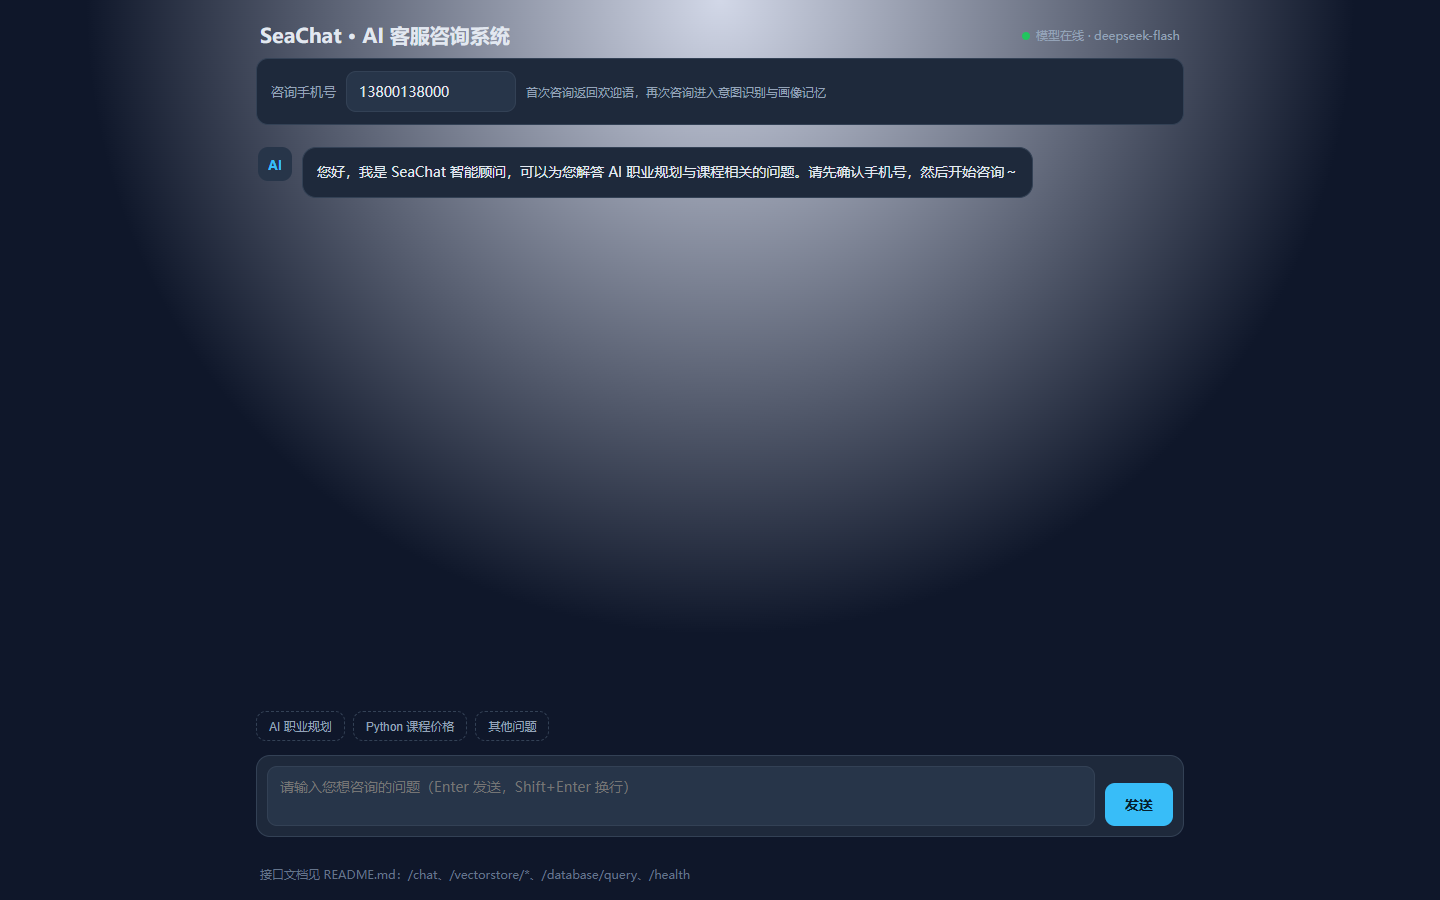 SeaChat • AI 客服咨询系统
模型在线 · deepseek-flash
咨询手机号
13800138000
首次咨询返回欢迎语，再次咨询进入意图识别与画像记忆
AI
您好，我是 SeaChat 智能顾问，可以为您解答 AI 职业规划与课程相关的问题。请先确认手机号，然后开始咨询～
AI 职业规划
Python 课程价格
其他问题
请输入您想咨询的问题（Enter 发送，Shift+Enter 换行）
发送
接口文档见 README.md：/chat、/vectorstore/*、/database/query、/health